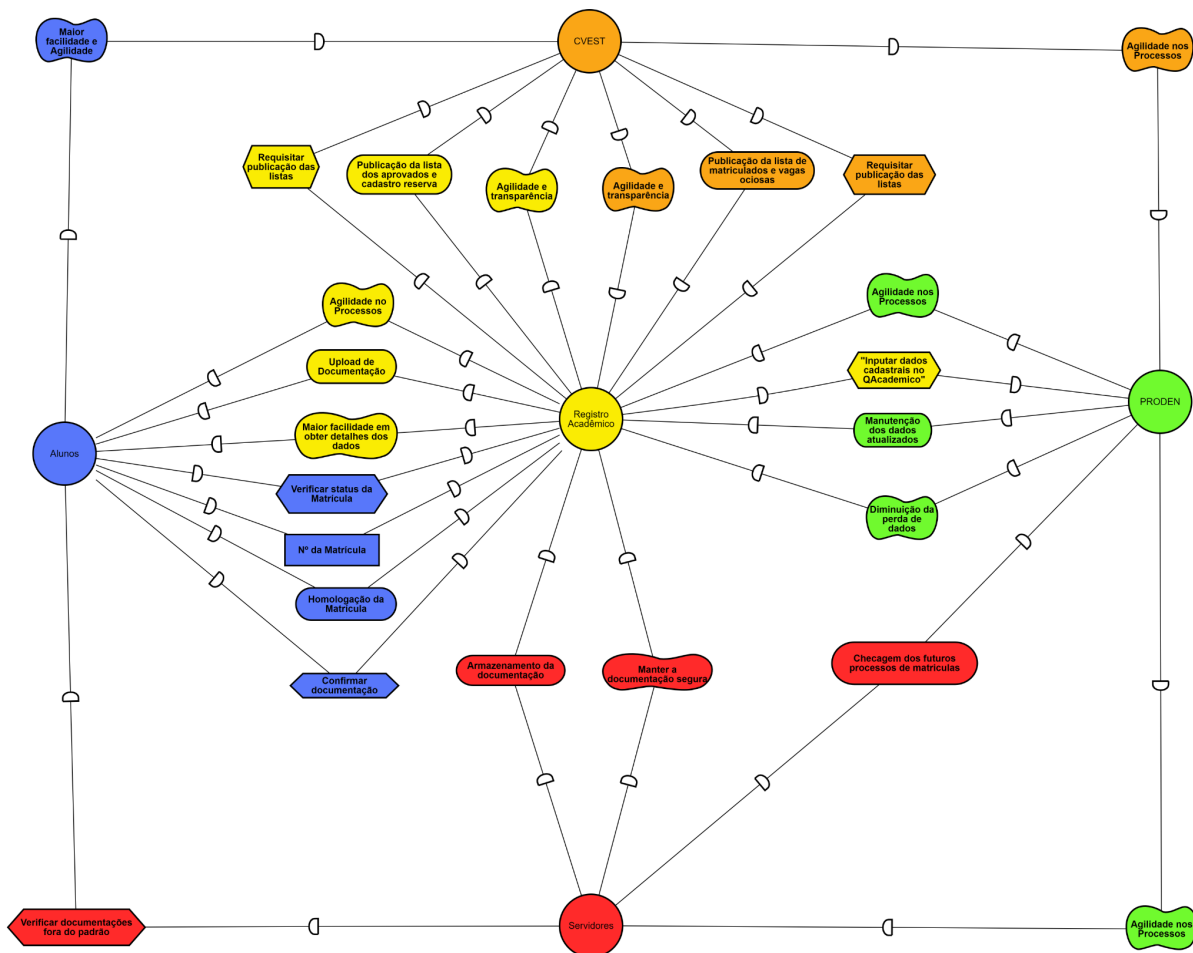 Maior
facilidade e
Agilidade
CVEST
Agilidade nos
Processos
Requisitar
publicação das
listas
Publicação da lista
dos aprovados e
cadastro reserva
Agilidade e
transparência
Agilidade e
transparência
Publicação da lista de
matriculados e vagas
ociosas
Requisitar
publicação das
listas
Agilidade no
Processos
Agilidade nos
Processos
Upload de
Documentação
"Inputar dados
cadastrais no
QAcademico"
Registro
Acadêmico
PRODEN
Maior facilidade em
obter detalhes dos
dados
Manutenção
dos dados
atualizados
Alunos
Verificar status da
Matrícula
Diminuição da
perda de
dados
Nº da Matrícula
Homologação da
Matrícula
Armazenamento da
documentação
Manter a
documentação segura
Checagem dos futuros
processos de matrículas
Confirmar
documentação
Verificar documentações
fora do padrão
Servidores
Agilidade nos
Processos